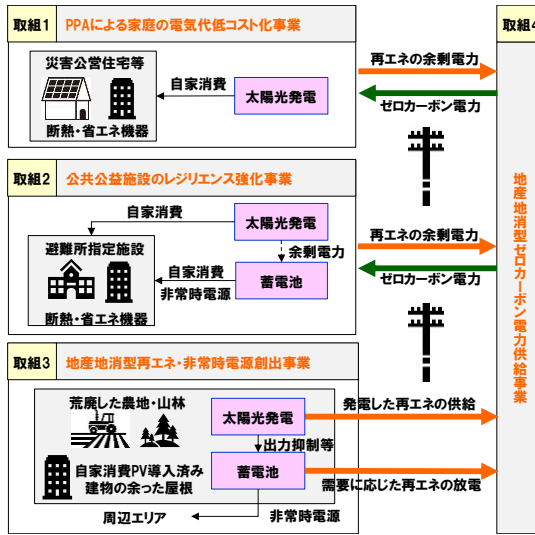 取組1 PPAによる家庭の電気代低コスト化事業
災害公営住宅等
自家消費
太陽光発電
断熱・省エネ機器
再エネの余剰電力
ゼロカーボン電力
取組2 公共公益施設のレジリエンス強化事業
自家消費
太陽光発電
余剰電力
避難所指定施設
自家消費
非常時電源
蓄電池
断熱・省エネ機器
再エネの余剰電力
ゼロカーボン電力
取組3 地産地消型再エネ・非常時電源創出事業
荒廃した農地・山林
太陽光発電
出力抑制等
自家消費PV導入済み
建物の余った屋根
蓄電池
周辺エリア
非常時電源
発電した再エネの供給
需要に応じた再エネの放電
取組4
地産地消型ゼロカーボン電力供給事業